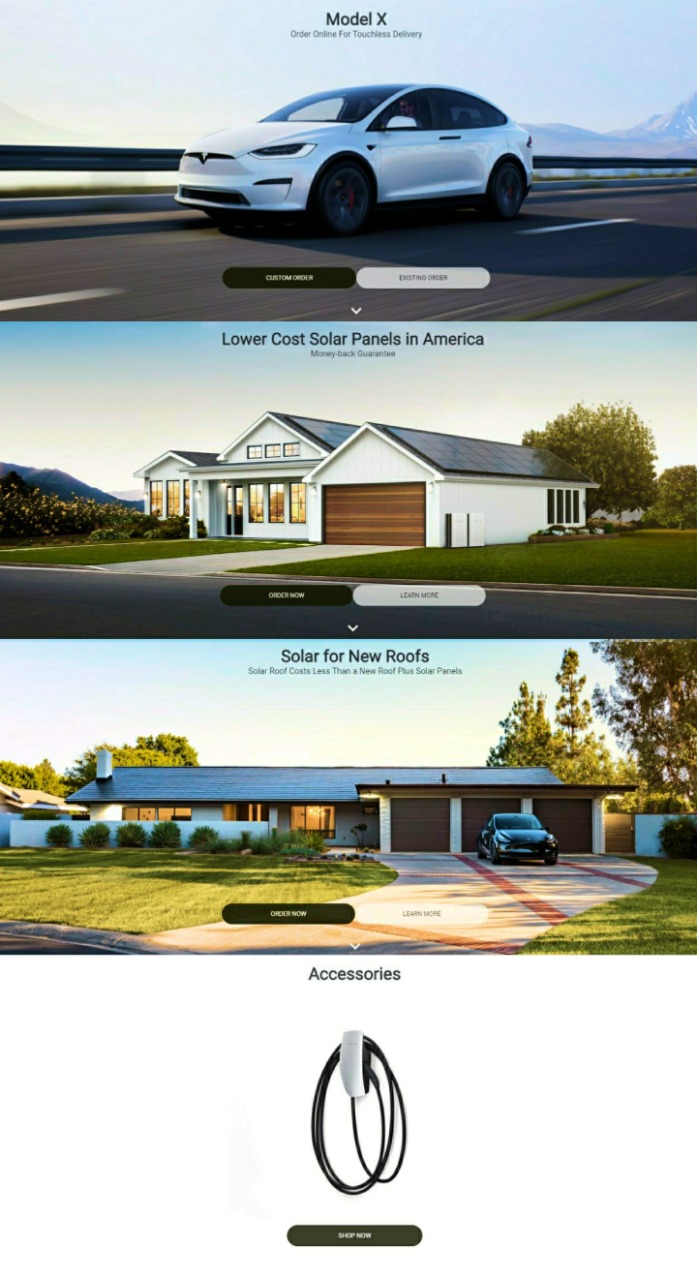 Model X
Order Online For Touchless Delivery
CUSTOM ORDER
EXISTING ORDER
Lower Cost Solar Panels in America
Money-back Guarantee
ORDER NOW
LEARN MORE
Solar for New Roofs
Solar Roof Costs Less Than a New Roof Plus Solar Panels
ORDER NOW
LEARN MORE
Accessories
SHOP NOW